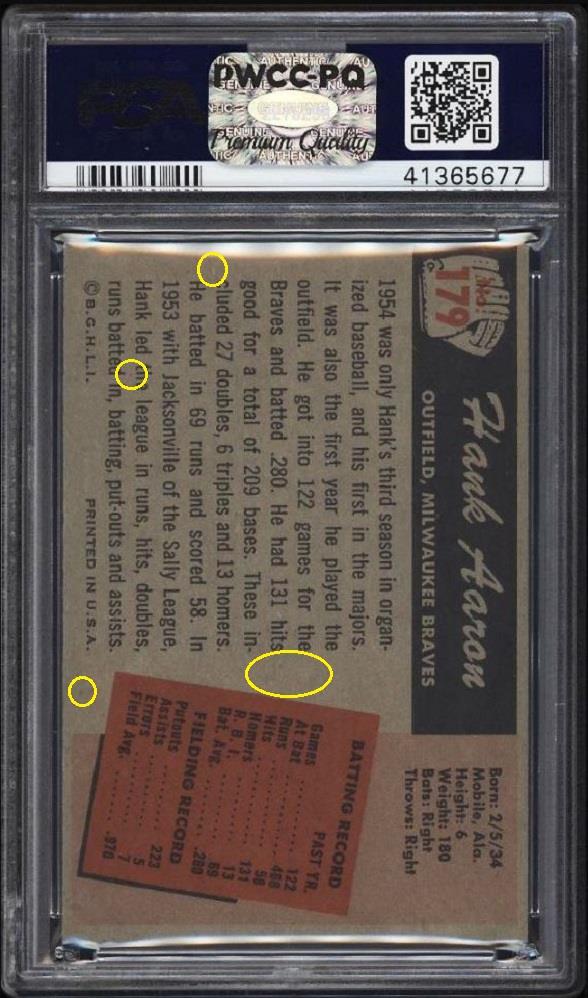 PWCC-PQ
GENUINE
Premium Quality
41365677
179
Hank Aaron
OUTFIELD, MILWAUKEE BRAVES
Born: 2/5/34
Mobile, Ala.
Height: 6
Weight: 180
Bats: Right
Throws: Right
1954 was only Hank's third season in organ-
ized baseball, and his first in the majors.
It was also the first year he played the
outfield. He got into 122 games for the
Braves and batted .280. He had 131 hits
good for a total of 209 bases. These in-
cluded 27 doubles, 6 triples and 13 homers.
He batted in 69 runs and scored 58. In
1953 with Jacksonville of the Sally League,
Hank led league in runs, hits, doubles,
runs batted in, batting, put-outs and assists.
©B.G.H.L.I. PRINTED IN U.S.A.
BATTING RECORD
PAST YR.
Games 122
At Bat 468
Runs 58
Hits 131
Homers 13
R. B. I. 69
Bat. Avg. .280
FIELDING RECORD
Putouts 223
Assists 5
Errors 7
Field Avg. .970